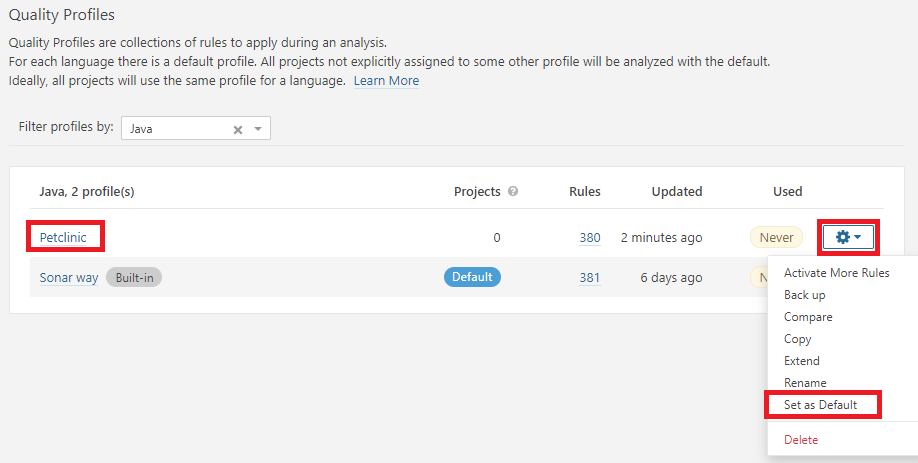 Quality Profiles
Quality Profiles are collections of rules to apply during an analysis.
For each language there is a default profile. All projects not explicitly assigned to some other profile will be analyzed with the default.
Ideally, all projects will use the same profile for a language. Learn More
Filter profiles by: Java
Java, 2 profile(s) Projects Rules Updated Used
Petclinic 0 380 2 minutes ago Never
Sonar way Built-in Default 381 6 days ago
Activate More Rules
Back up
Compare
Copy
Extend
Rename
Set as Default
Delete